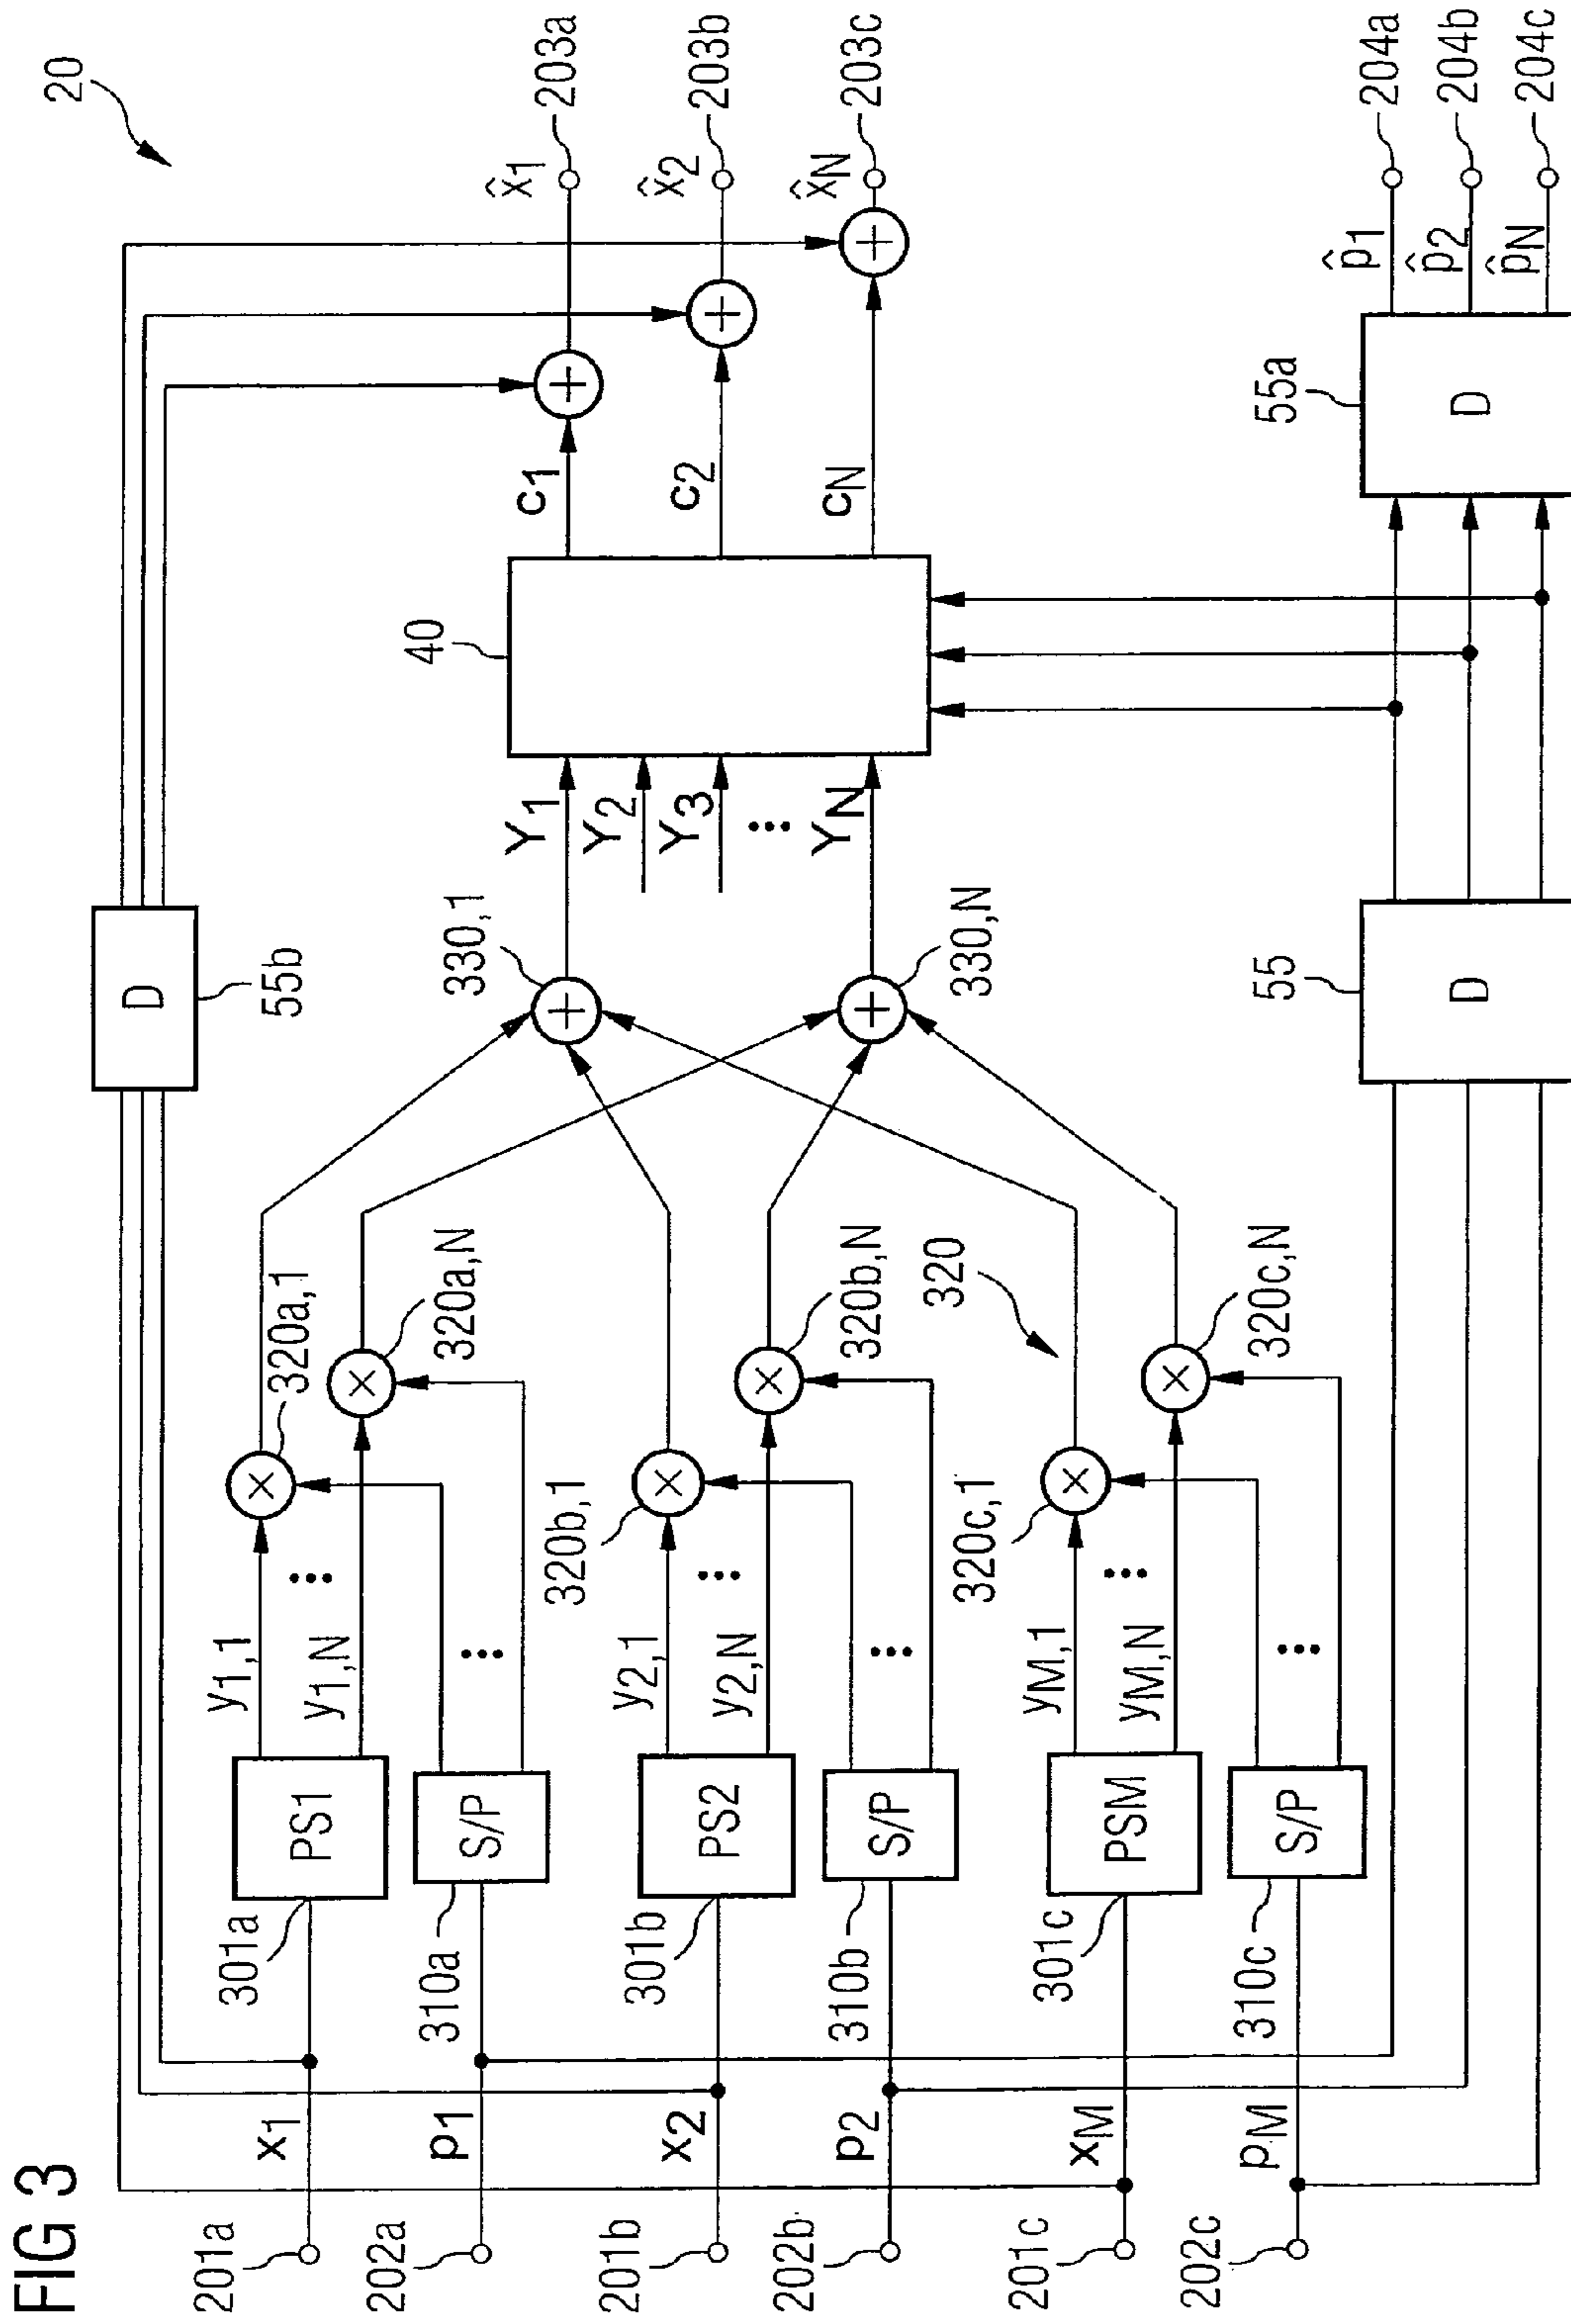 FIG 3
20
D
55b
201a
x1
301a
PS1
y1,1
y1,N
...
320a,1
320a,N
202a
p1
310a
S/P
...
201b
x2
301b
PS2
y2,1
y2,N
...
320b,1
320b,N
202b
p2
310b
S/P
...
320
201c
xM
301c
PSM
yM,1
yM,N
...
320c,1
320c,N
202c
pM
310c
S/P
...
330,1
+
330,N
+
Y1
Y2
Y3
...
YN
40
c1
c2
cN
+
+
+
x̂1
203a
x̂2
203b
x̂N
203c
55
D
55a
D
p̂1
204a
p̂2
204b
p̂N
204c